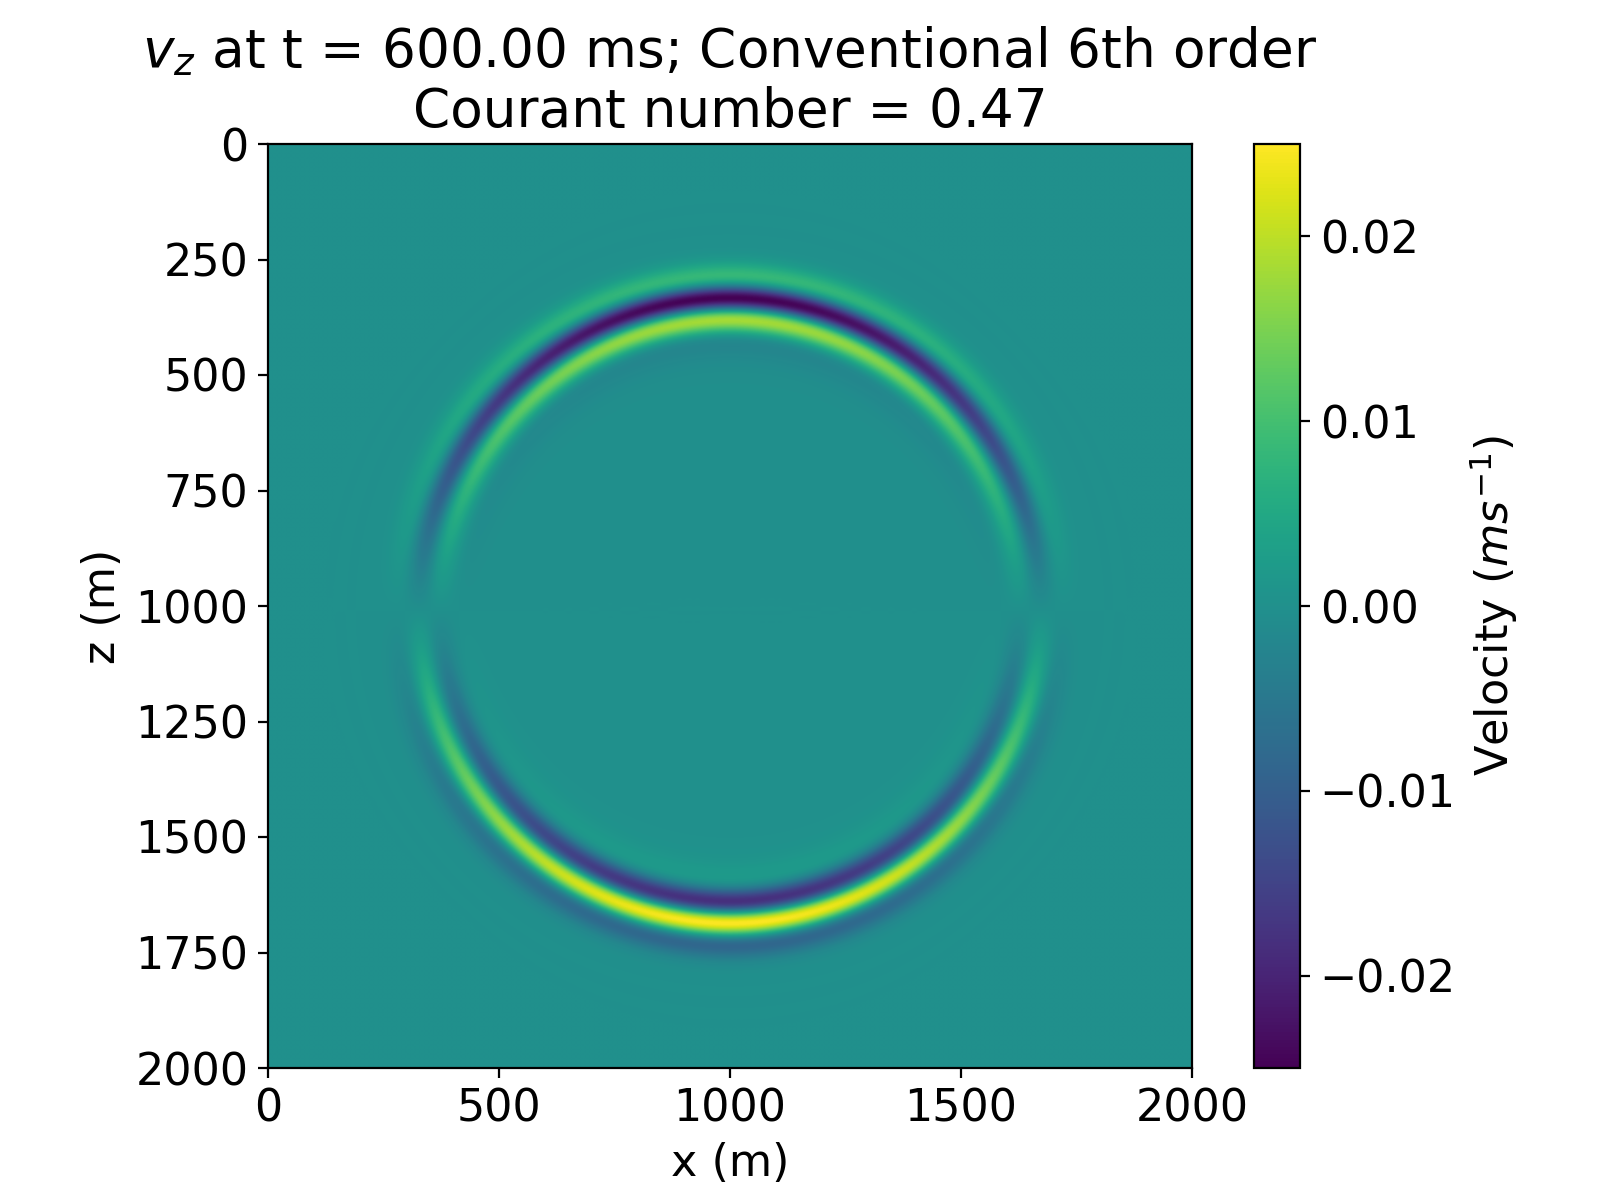 v_z at t = 600.00 ms; Conventional 6th order
Courant number = 0.47
0
250
500
750
1000
1250
1500
1750
2000
z (m)
0 500 1000 1500 2000
x (m)
0.02
0.01
0.00
−0.01
−0.02
Velocity (ms⁻¹)